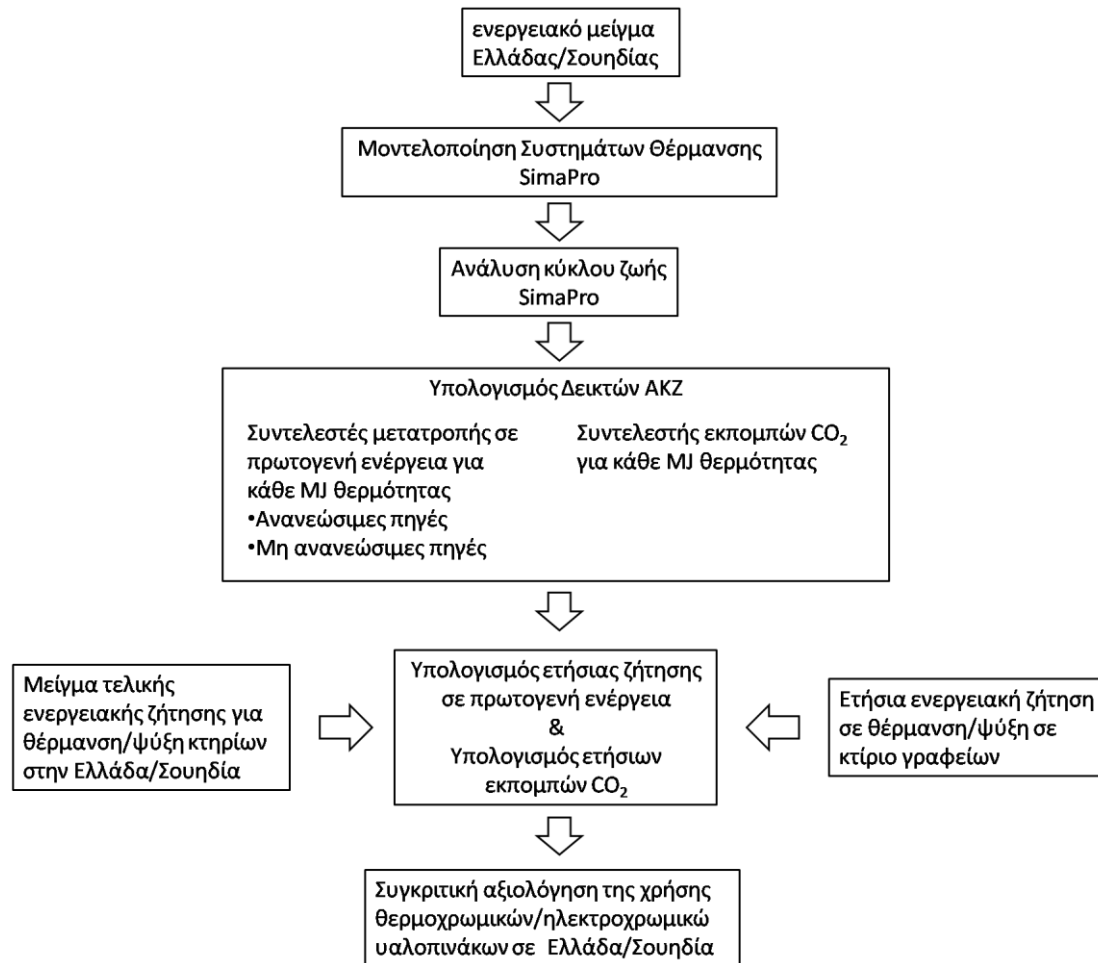 ενεργειακό μείγμα
Ελλάδας/Σουηδίας
Μοντελοποίηση Συστημάτων Θέρμανσης
SimaPro
Ανάλυση κύκλου ζωής
SimaPro
Υπολογισμός Δεικτών ΑΚΖ
Συντελεστές μετατροπής σε
πρωτογενή ενέργεια για
κάθε MJ θερμότητας
•Ανανεώσιμες πηγές
•Μη ανανεώσιμες πηγές
Συντελεστής εκπομπών CO₂
για κάθε MJ θερμότητας
Μείγμα τελικής
ενεργειακής ζήτησης για
θέρμανση/ψύξη κτηρίων
στην Ελλάδα/Σουηδία
Υπολογισμός ετήσιας ζήτησης
σε πρωτογενή ενέργεια
&
Υπολογισμός ετήσιων
εκπομπών CO₂
Ετήσια ενεργειακή ζήτηση
σε θέρμανση/ψύξη σε
κτίριο γραφείων
Συγκριτική αξιολόγηση της χρήσης
θερμοχρωμικών/ηλεκτροχρωμικώ
υαλοπινάκων σε Ελλάδα/Σουηδία